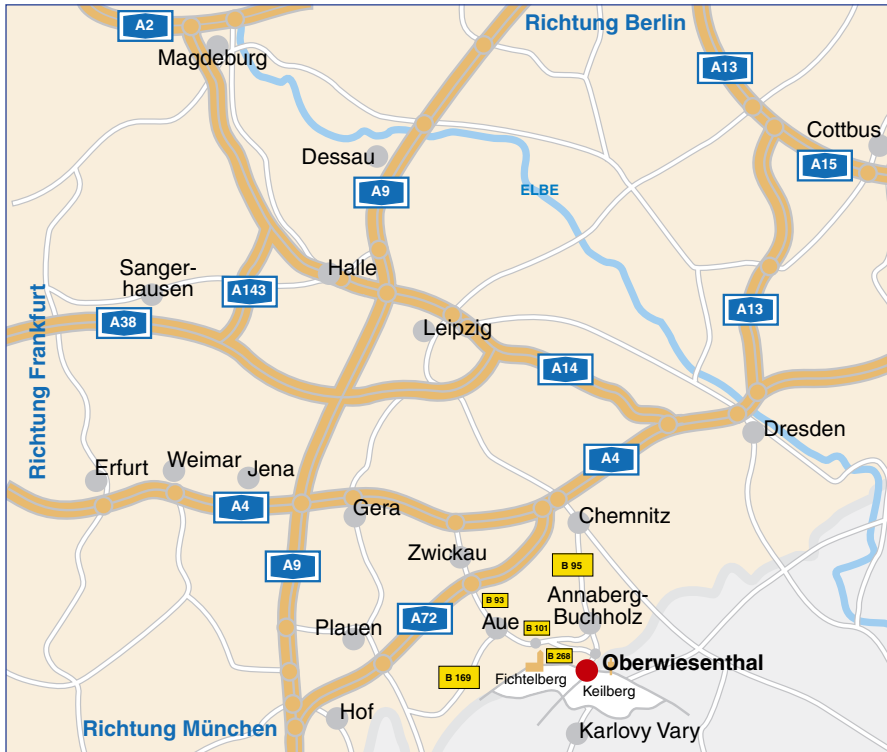 A2
Richtung Berlin
Magdeburg
A13
Cottbus
Dessau
A15
A9
ELBE
Sanger-
hausen
Halle
A143
A38
A13
Leipzig
Richtung Frankfurt
A14
Dresden
Erfurt
Weimar
Jena
A4
A4
Gera
Chemnitz
Zwickau
A9
B 95
B 93
Annaberg-
Buchholz
A72
Aue
B 101
Plauen
B 268
Oberwiesenthal
B 169
Fichtelberg
Keilberg
Hof
Richtung München
Karlovy Vary